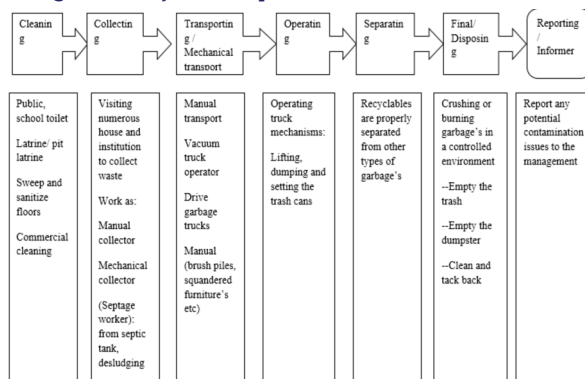 Cleanin
g
Collectin
g
Transportin
g /
Mechanical
transport
Operatin
g
Separatin
g
Final/
Disposin
g
Reporting
/
Informer
Public,
school toilet
Latrine/ pit
latrine
Sweep and
sanitize
floors
Commercial
cleaning
Visiting
numerous
house and
institution
to collect
waste
Work as:
Manual
collector
Mechanical
collector
(Septage
worker):
from septic
tank,
desludging
Manual
transport
Vacuum
truck
operator
Drive
garbage
trucks
Manual
(brush piles,
squandered
furniture's
etc)
Operating
truck
mechanisms:
Lifting,
dumping and
setting the
trash cans
Recyclables
are properly
separated
from other
types of
garbage's
Crushing or
burning
garbage's in
a controlled
environment
--Empty the
trash
--Empty the
dumpster
--Clean and
tack back
Report any
potential
contamination
issues to the
management